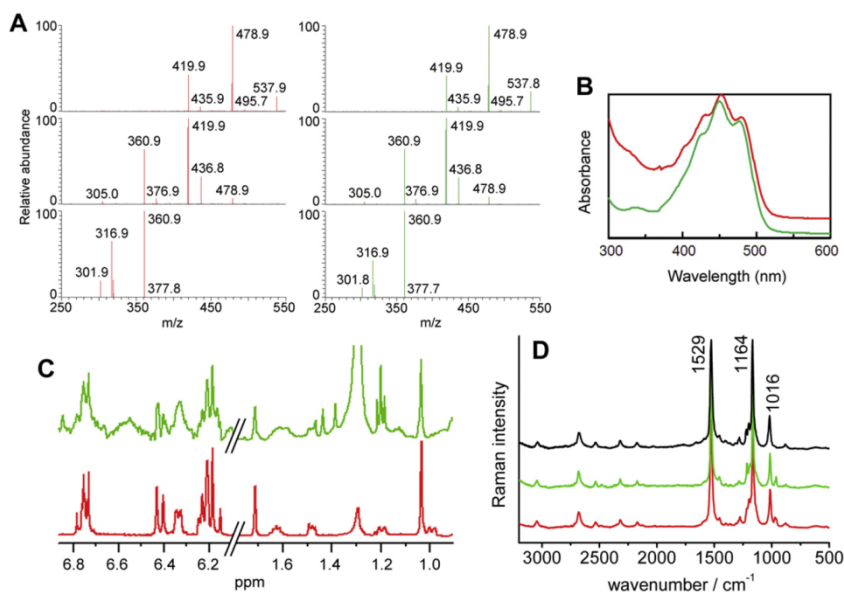 A
100
478.9
419.9
435.9
495.7
537.9
0
100
419.9
360.9
436.8
305.0
376.9
478.9
0
100
360.9
316.9
301.9
377.8
0
250 350 450 550
m/z
Relative abundance
100
478.9
419.9
435.9
495.7
537.8
0
100
419.9
360.9
436.8
305.0
376.9
478.9
0
100
360.9
316.9
301.8
377.7
0
250 350 450 550
m/z
B
Absorbance
300 400 500 600
Wavelength (nm)
C
6.8 6.6 6.4 6.2 1.6 1.4 1.2 1.0
ppm
D
1529
1164
1016
Raman intensity
3000 2500 2000 1500 1000 500
wavenumber / cm-1